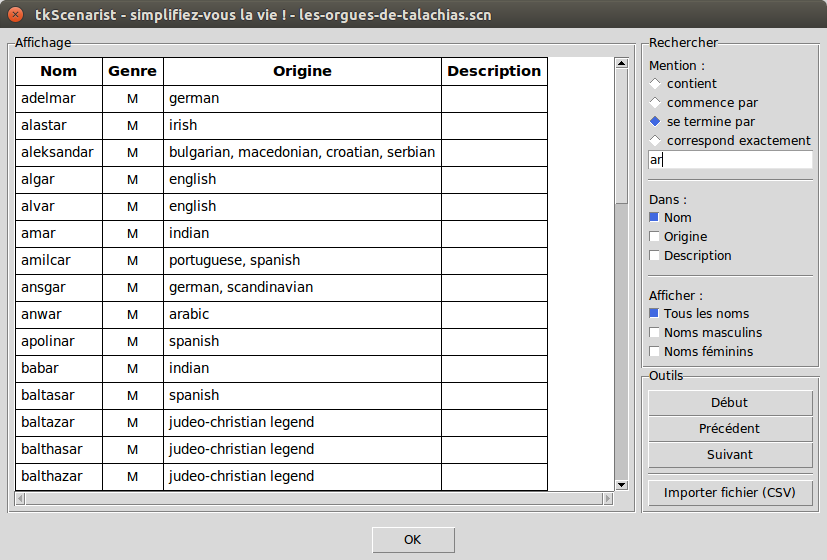 tkScenarist - simplifiez-vous la vie ! - les-orgues-de-talachias.scn
Affichage
Nom Genre Origine Description
adelmar M german
alastar M irish
aleksandar M bulgarian, macedonian, croatian, serbian
algar M english
alvar M english
amar M indian
amilcar M portuguese, spanish
ansgar M german, scandinavian
anwar M arabic
apolinar M spanish
babar M indian
baltasar M spanish
baltazar M judeo-christian legend
balthasar M judeo-christian legend
balthazar M judeo-christian legend
Rechercher
Mention :
contient
commence par
se termine par
correspond exactement
ar
Dans :
Nom
Origine
Description
Afficher :
Tous les noms
Noms masculins
Noms féminins
Outils
Début
Précédent
Suivant
Importer fichier (CSV)
OK